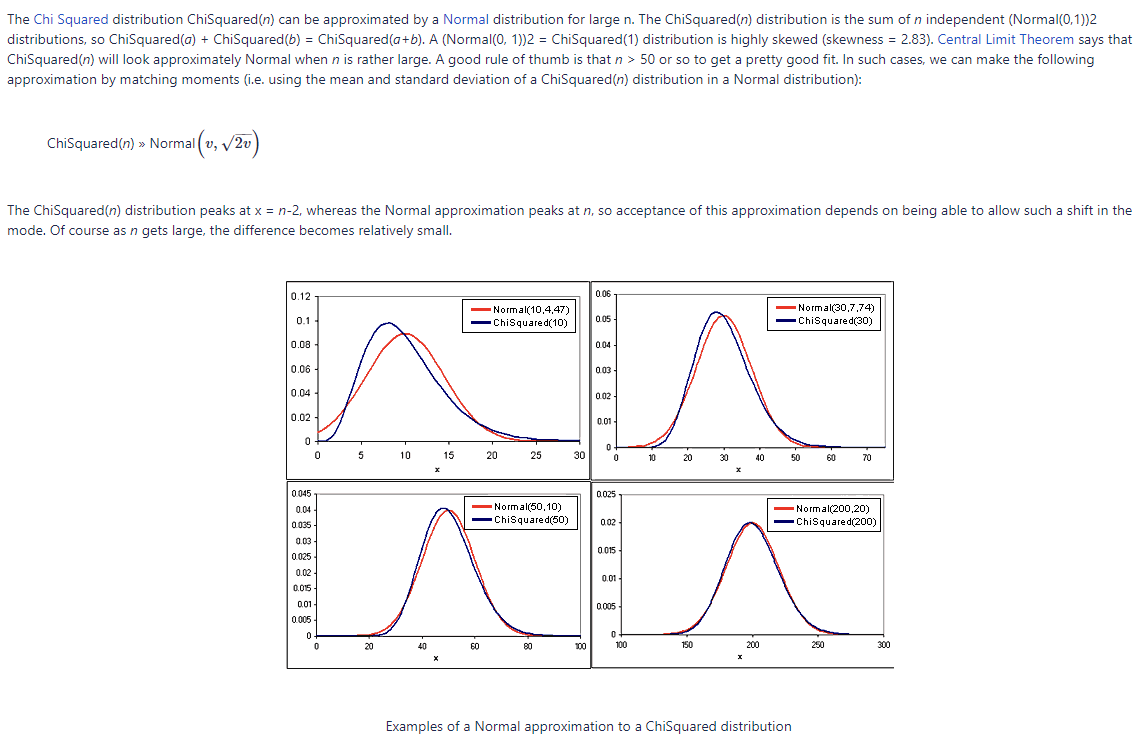 The Chi Squared distribution ChiSquared(n) can be approximated by a Normal distribution for large n. The ChiSquared(n) distribution is the sum of n independent (Normal(0,1))2
distributions, so ChiSquared(a) + ChiSquared(b) = ChiSquared(a+b). A (Normal(0, 1))2 = ChiSquared(1) distribution is highly skewed (skewness = 2.83). Central Limit Theorem says that
ChiSquared(n) will look approximately Normal when n is rather large. A good rule of thumb is that n > 50 or so to get a pretty good fit. In such cases, we can make the following
approximation by matching moments (i.e. using the mean and standard deviation of a ChiSquared(n) distribution in a Normal distribution):
ChiSquared(n) » Normal(v, √2v)
The ChiSquared(n) distribution peaks at x = n-2, whereas the Normal approximation peaks at n, so acceptance of this approximation depends on being able to allow such a shift in the
mode. Of course as n gets large, the difference becomes relatively small.
0.12
0.1
0.08
0.06
0.04
0.02
0
0 5 10 15 20 25 30
x
Normal(10,4,47)
ChiSquared(10)
0.06
0.05
0.04
0.03
0.02
0.01
0
0 10 20 30 40 50 60 70
x
Normal(30,7,74)
ChiSquared(30)
0.045
0.04
0.035
0.03
0.025
0.02
0.015
0.01
0.005
0
0 20 40 60 80 100
x
Normal(50,10)
ChiSquared(50)
0.025
0.02
0.015
0.01
0.005
0
100 150 200 250 300
x
Normal(200,20)
ChiSquared(200)
Examples of a Normal approximation to a ChiSquared distribution